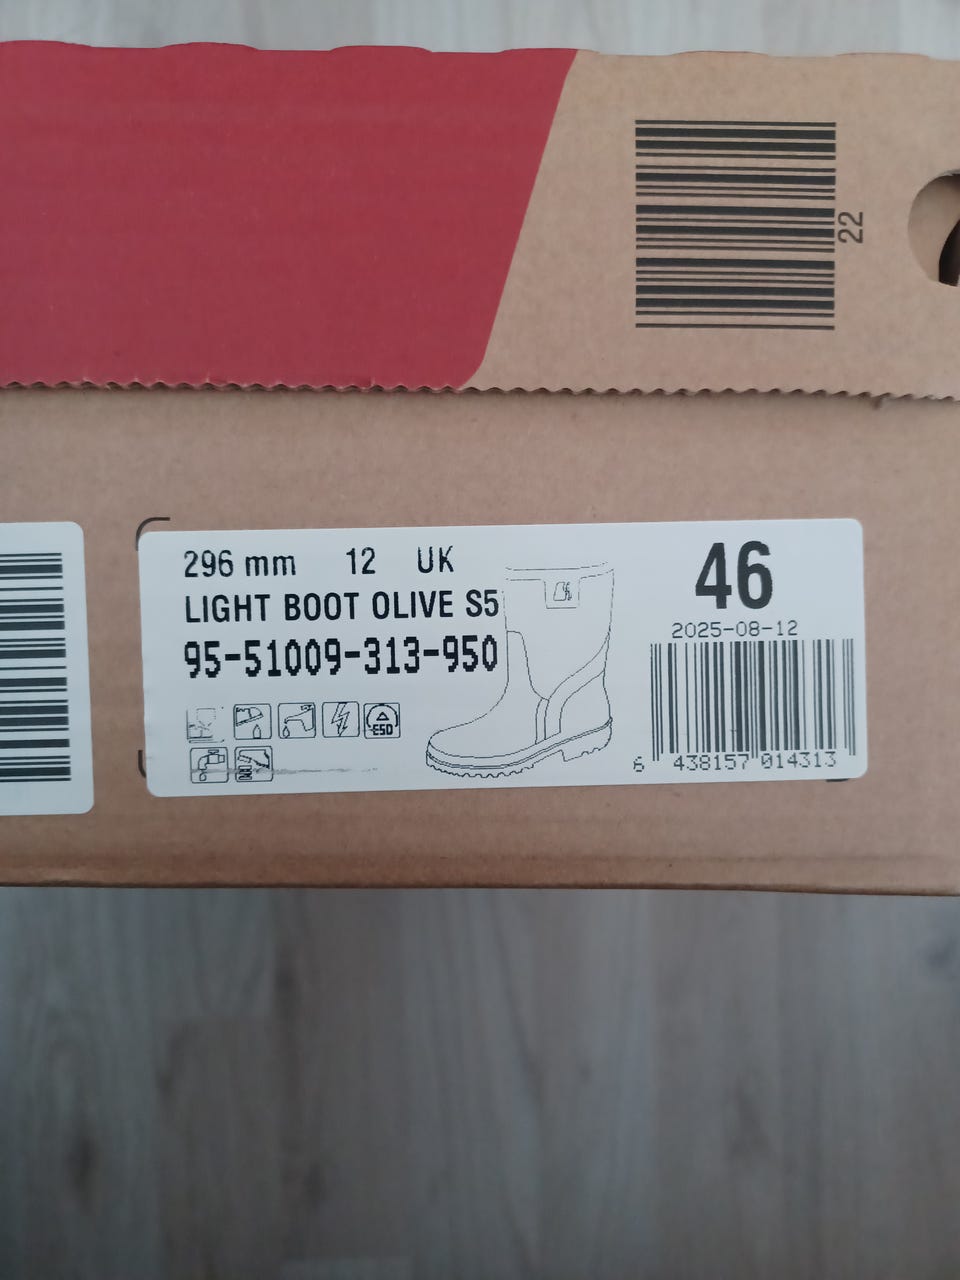 22
296 mm 12 UK
LIGHT BOOT OLIVE S5
95-51009-313-950
ESD
46
2025-08-12
6 438157 014313